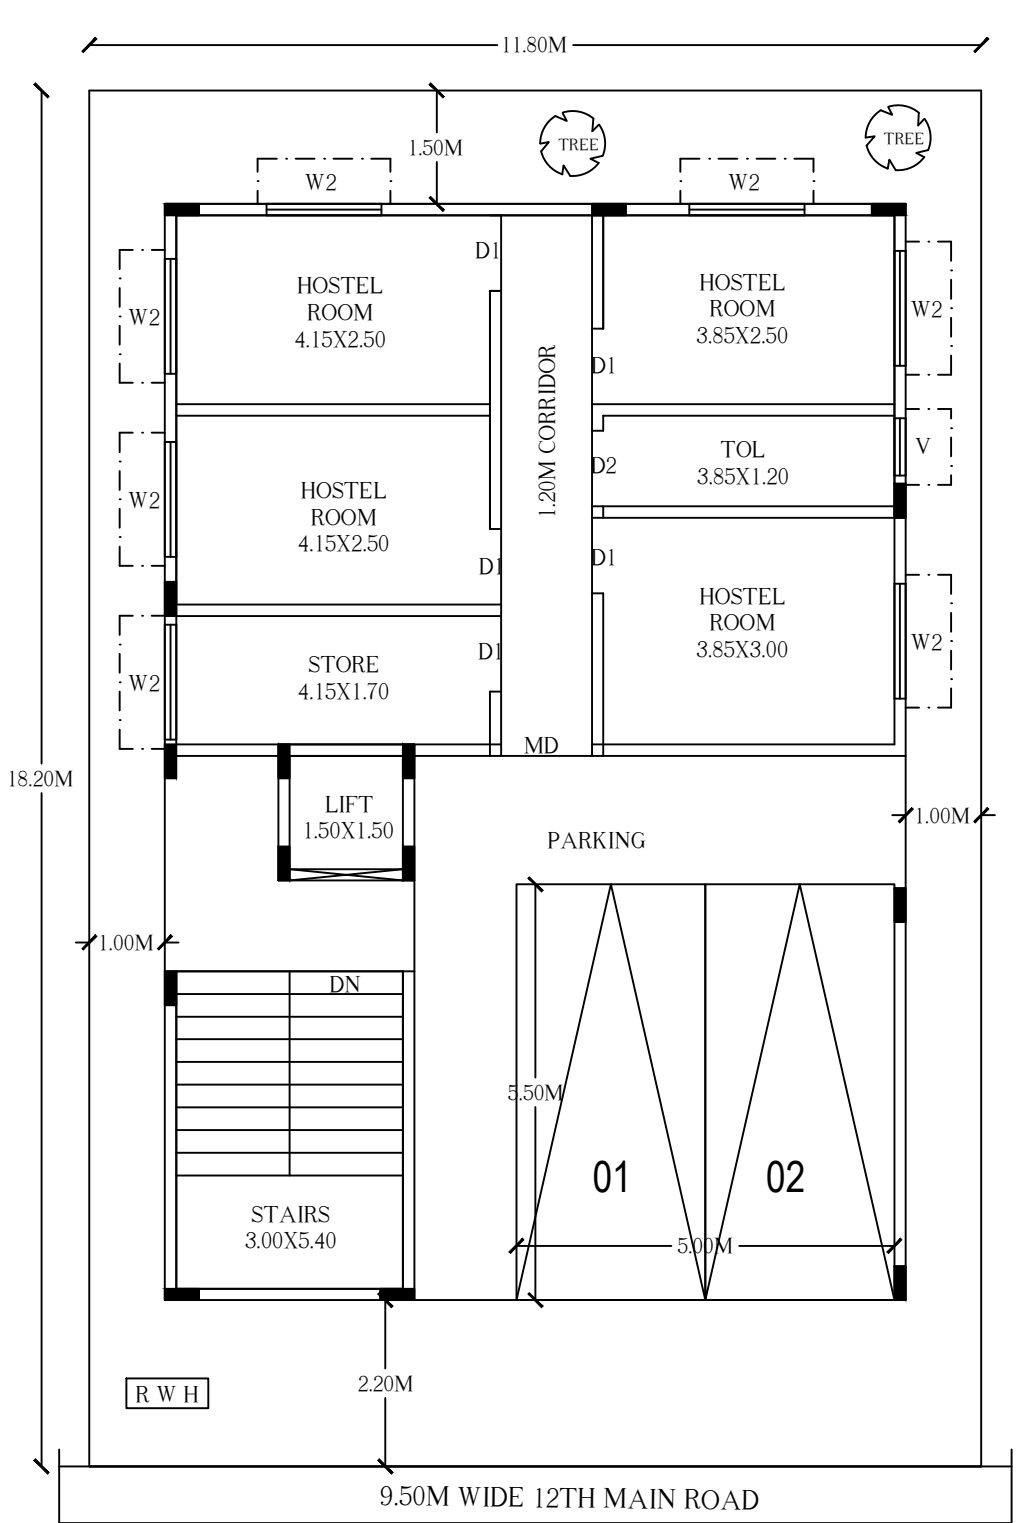 11.80M
1.50M
TREE
TREE
W2
W2
D1
HOSTEL
ROOM
4.15X2.50
HOSTEL
ROOM
3.85X2.50
W2
W2
1.20M CORRIDOR
D1
TOL
3.85X1.20
V
D2
W2
HOSTEL
ROOM
4.15X2.50
D1
D1
HOSTEL
ROOM
3.85X3.00
W2
STORE
4.15X1.70
D1
W2
MD
18.20M
LIFT
1.50X1.50
PARKING
1.00M
1.00M
DN
5.50M
01
02
STAIRS
3.00X5.40
5.00M
2.20M
R W H
9.50M WIDE 12TH MAIN ROAD